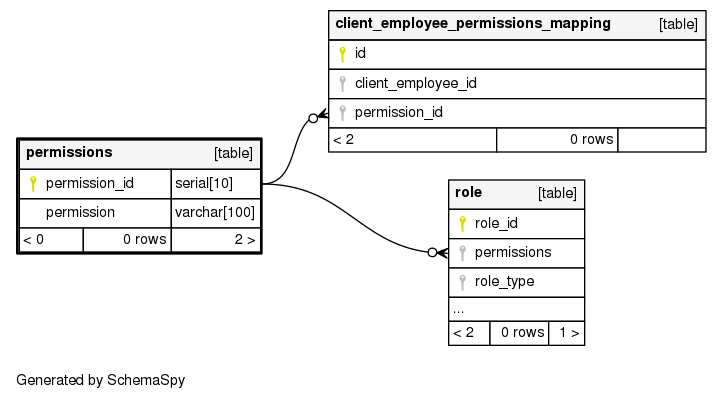 client_employee_permissions_mapping [table]
id
client_employee_id
permission_id
< 2 0 rows
permissions [table]
permission_id serial[10]
permission varchar[100]
< 0 0 rows 2 >
role [table]
role_id
permissions
role_type
...
< 2 0 rows 1 >
Generated by SchemaSpy